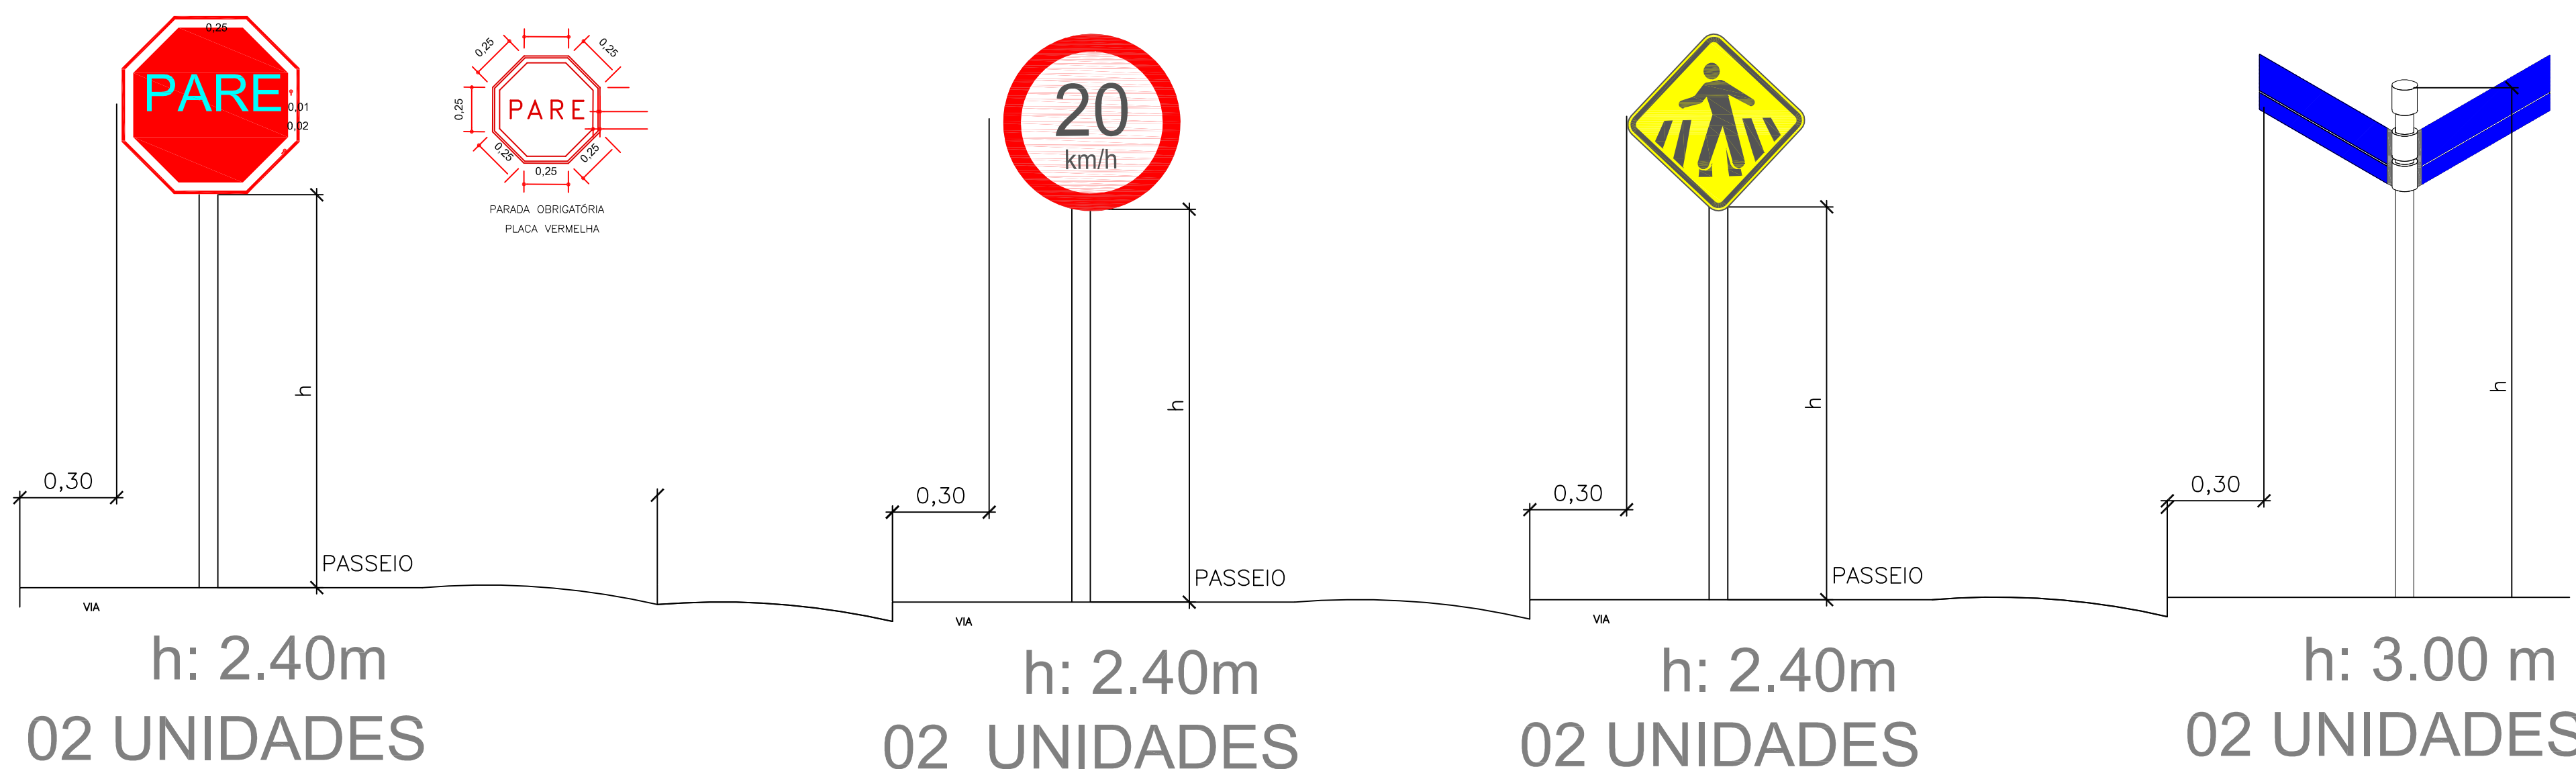 0,25
PARE
0,01
0,02
h
0,30
PASSEIO
VIA
h: 2.40m
02 UNIDADES
0,25
0,25
0,25
PARE
0,25
0,25
0,25
PARADA OBRIGATÓRIA
PLACA VERMELHA
20
km/h
h
0,30
PASSEIO
VIA
h: 2.40m
02 UNIDADES
h
0,30
PASSEIO
VIA
h: 2.40m
02 UNIDADES
h
0,30
h: 3.00 m
02 UNIDADES